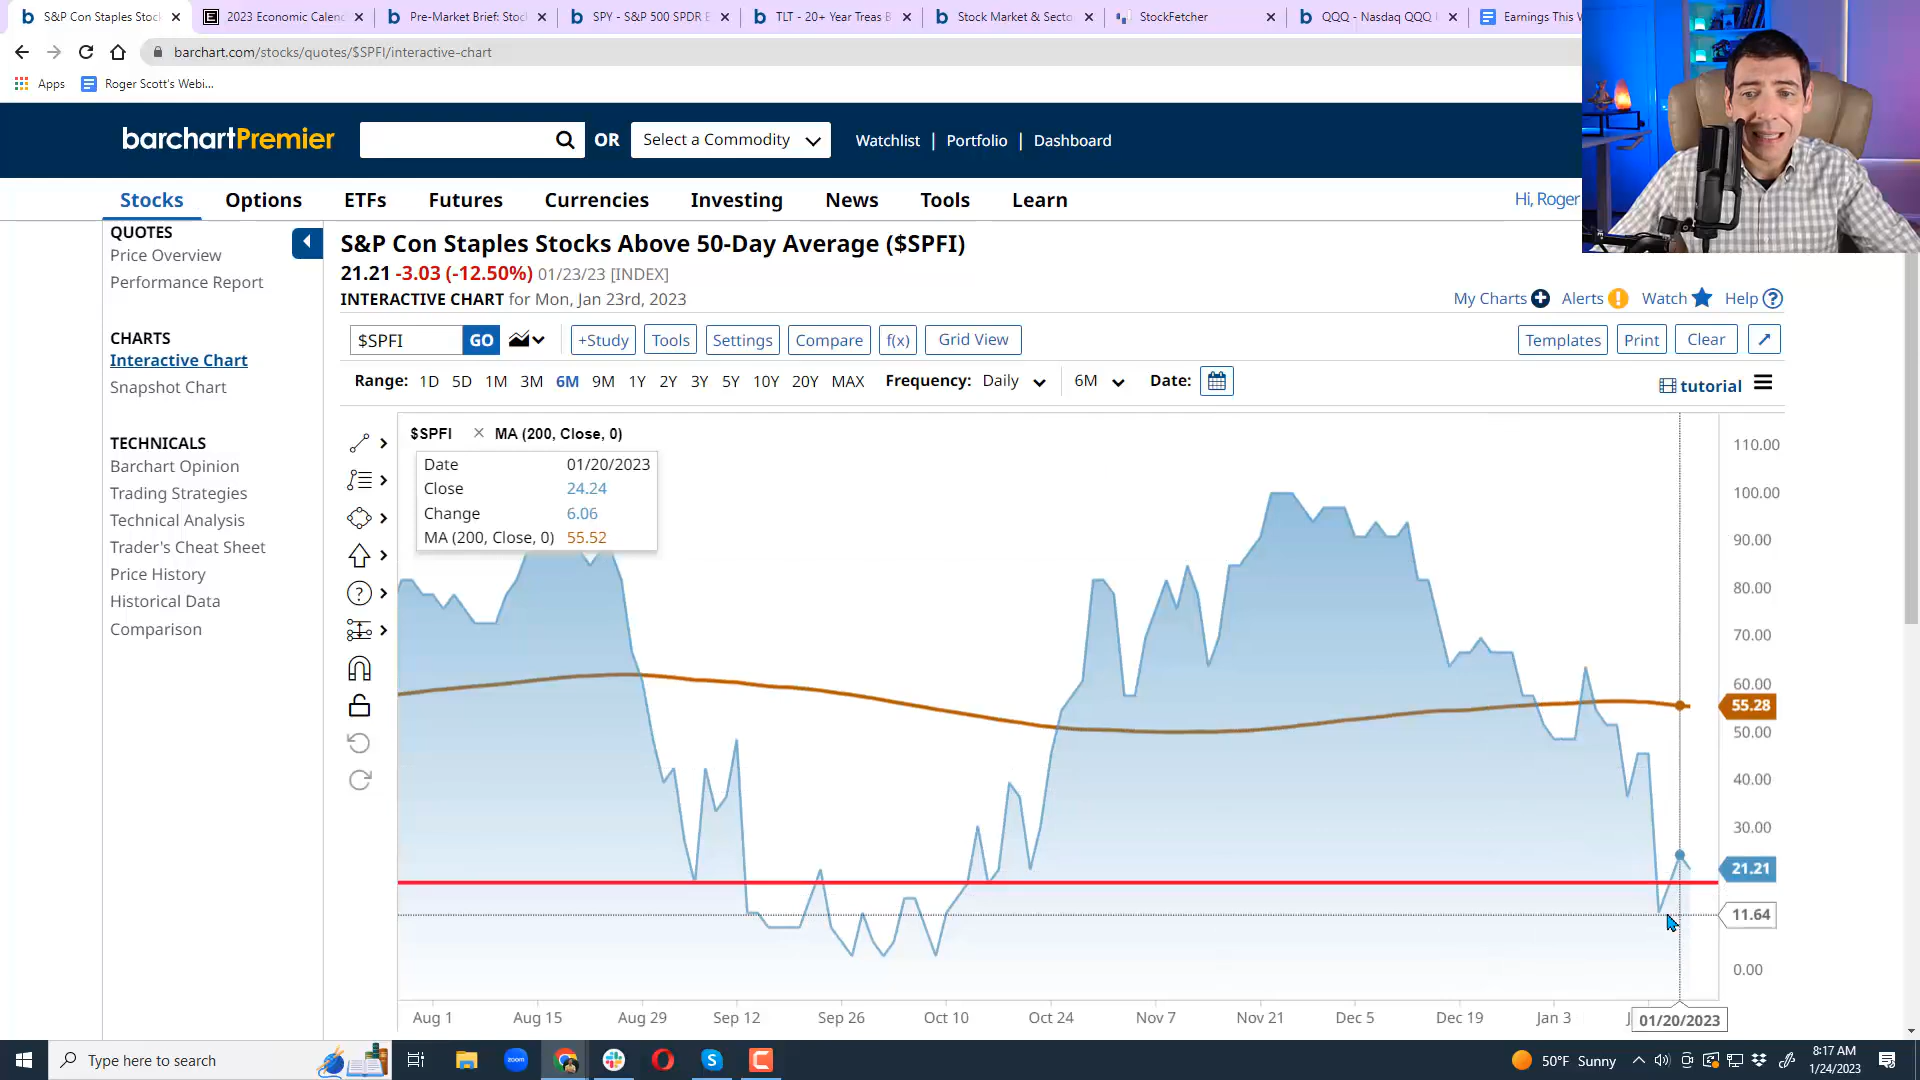 S&P Con Staples Stock
2023 Economic Calend
Pre-Market Brief: Stoc
SPY - S&P 500 SPDR E
TLT - 20+ Year Treas B
Stock Market & Secto
StockFetcher
QQQ - Nasdaq QQQ
Earnings This W
barchart.com/stocks/quotes/$SPFI/interactive-chart
Apps
Roger Scott's Webi...
barchartPremier
OR
Select a Commodity
Watchlist | Portfolio | Dashboard
Stocks Options ETFs Futures Currencies Investing News Tools Learn
Hi, Roger
QUOTES
Price Overview
Performance Report
CHARTS
Interactive Chart
Snapshot Chart
TECHNICALS
Barchart Opinion
Trading Strategies
Technical Analysis
Trader's Cheat Sheet
Price History
Historical Data
Comparison
S&P Con Staples Stocks Above 50-Day Average ($SPFI)
21.21 -3.03 (-12.50%) 01/23/23 [INDEX]
INTERACTIVE CHART for Mon, Jan 23rd, 2023
My Charts Alerts Watch Help
$SPFI GO +Study Tools Settings Compare f(x) Grid View Templates Print Clear
Range: 1D 5D 1M 3M 6M 9M 1Y 2Y 3Y 5Y 10Y 20Y MAX Frequency: Daily 6M Date:
tutorial
$SPFI × MA (200, Close, 0)
Date 01/20/2023
Close 24.24
Change 6.06
MA (200, Close, 0) 55.52
110.00
100.00
90.00
80.00
70.00
60.00
55.28
50.00
40.00
30.00
21.21
11.64
0.00
Aug 1 Aug 15 Aug 29 Sep 12 Sep 26 Oct 10 Oct 24 Nov 7 Nov 21 Dec 5 Dec 19 Jan 3 01/20/2023
Type here to search
zoom
50°F Sunny
8:17 AM
1/24/2023